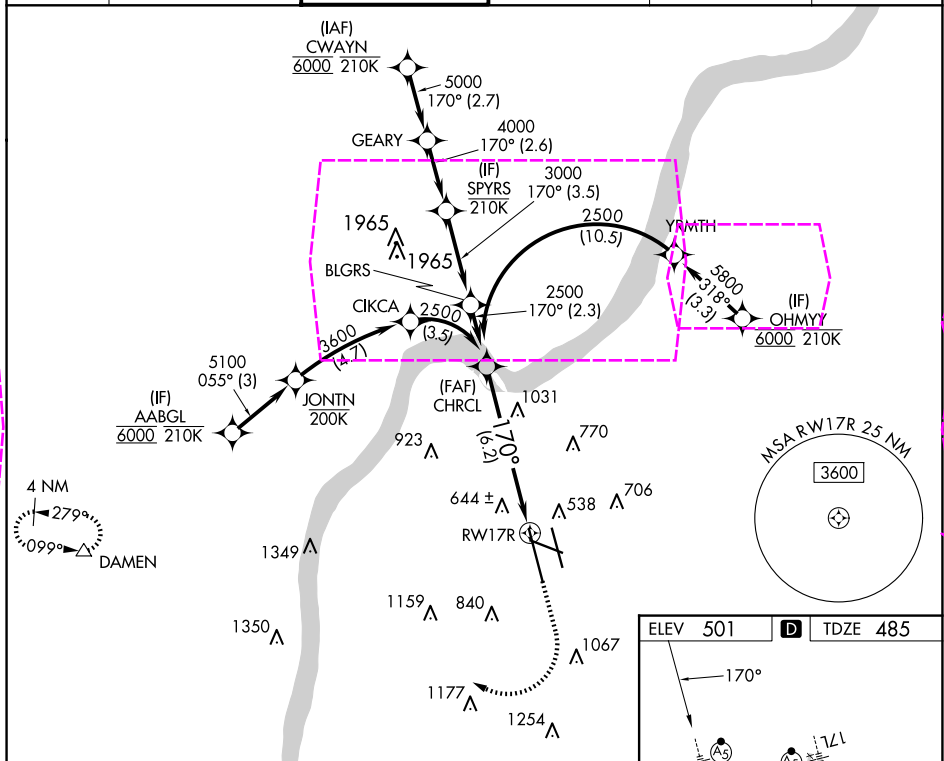 (IAF)
CWAYN
6000 210K
5000
170° (2.7)
GEARY
4000
170° (2.6)
(IF)
SPYRS
210K
3000
170° (3.5)
2500
(10.5)
YRMTH
5800
318°
(3.3)
(IF)
OHMYY
6000 210K
1965
1965
BLGRS
CIKCA
2500
(3.5)
2500
170° (2.3)
3600
(4.7)
5100
055° (3)
(IF)
AABGL
6000 210K
JONTN
200K
(FAF)
CHRCL
1031
923
770
170°
(6.2)
644 ±
538
706
RW17R
MSA RW17R 25 NM
3600
4 NM
279°
099°
DAMEN
1349
1350
1159
840
1067
1177
1254
ELEV 501 D TDZE 485
170°
A5
17L